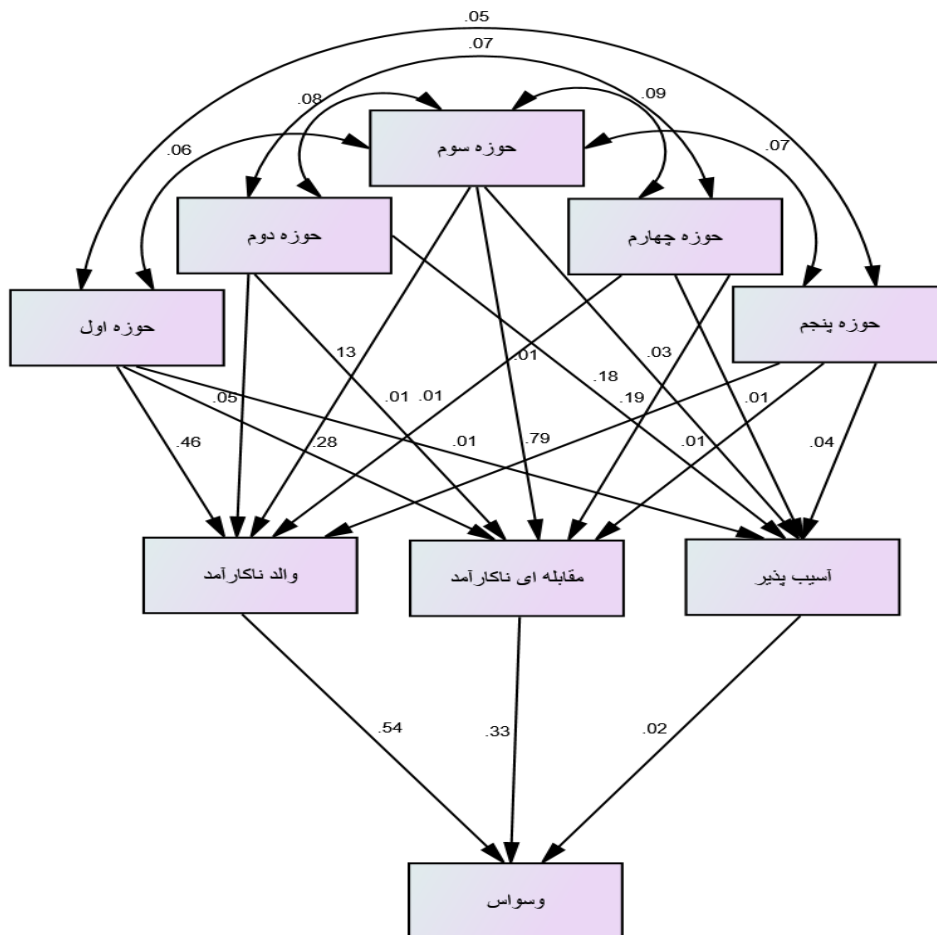 .05
.07
.08
.09
حوزه سوم
.06
.07
حوزه دوم
حوزه چهارم
حوزه اول
حوزه پنجم
.13
.01
.03
.05
.01
.01
.18
.19
.01
.46
.28
.01
.79
.01
.04
والد ناکارآمد
مقابله ای ناکارآمد
آسیب پذیر
.54
.33
.02
وسواس